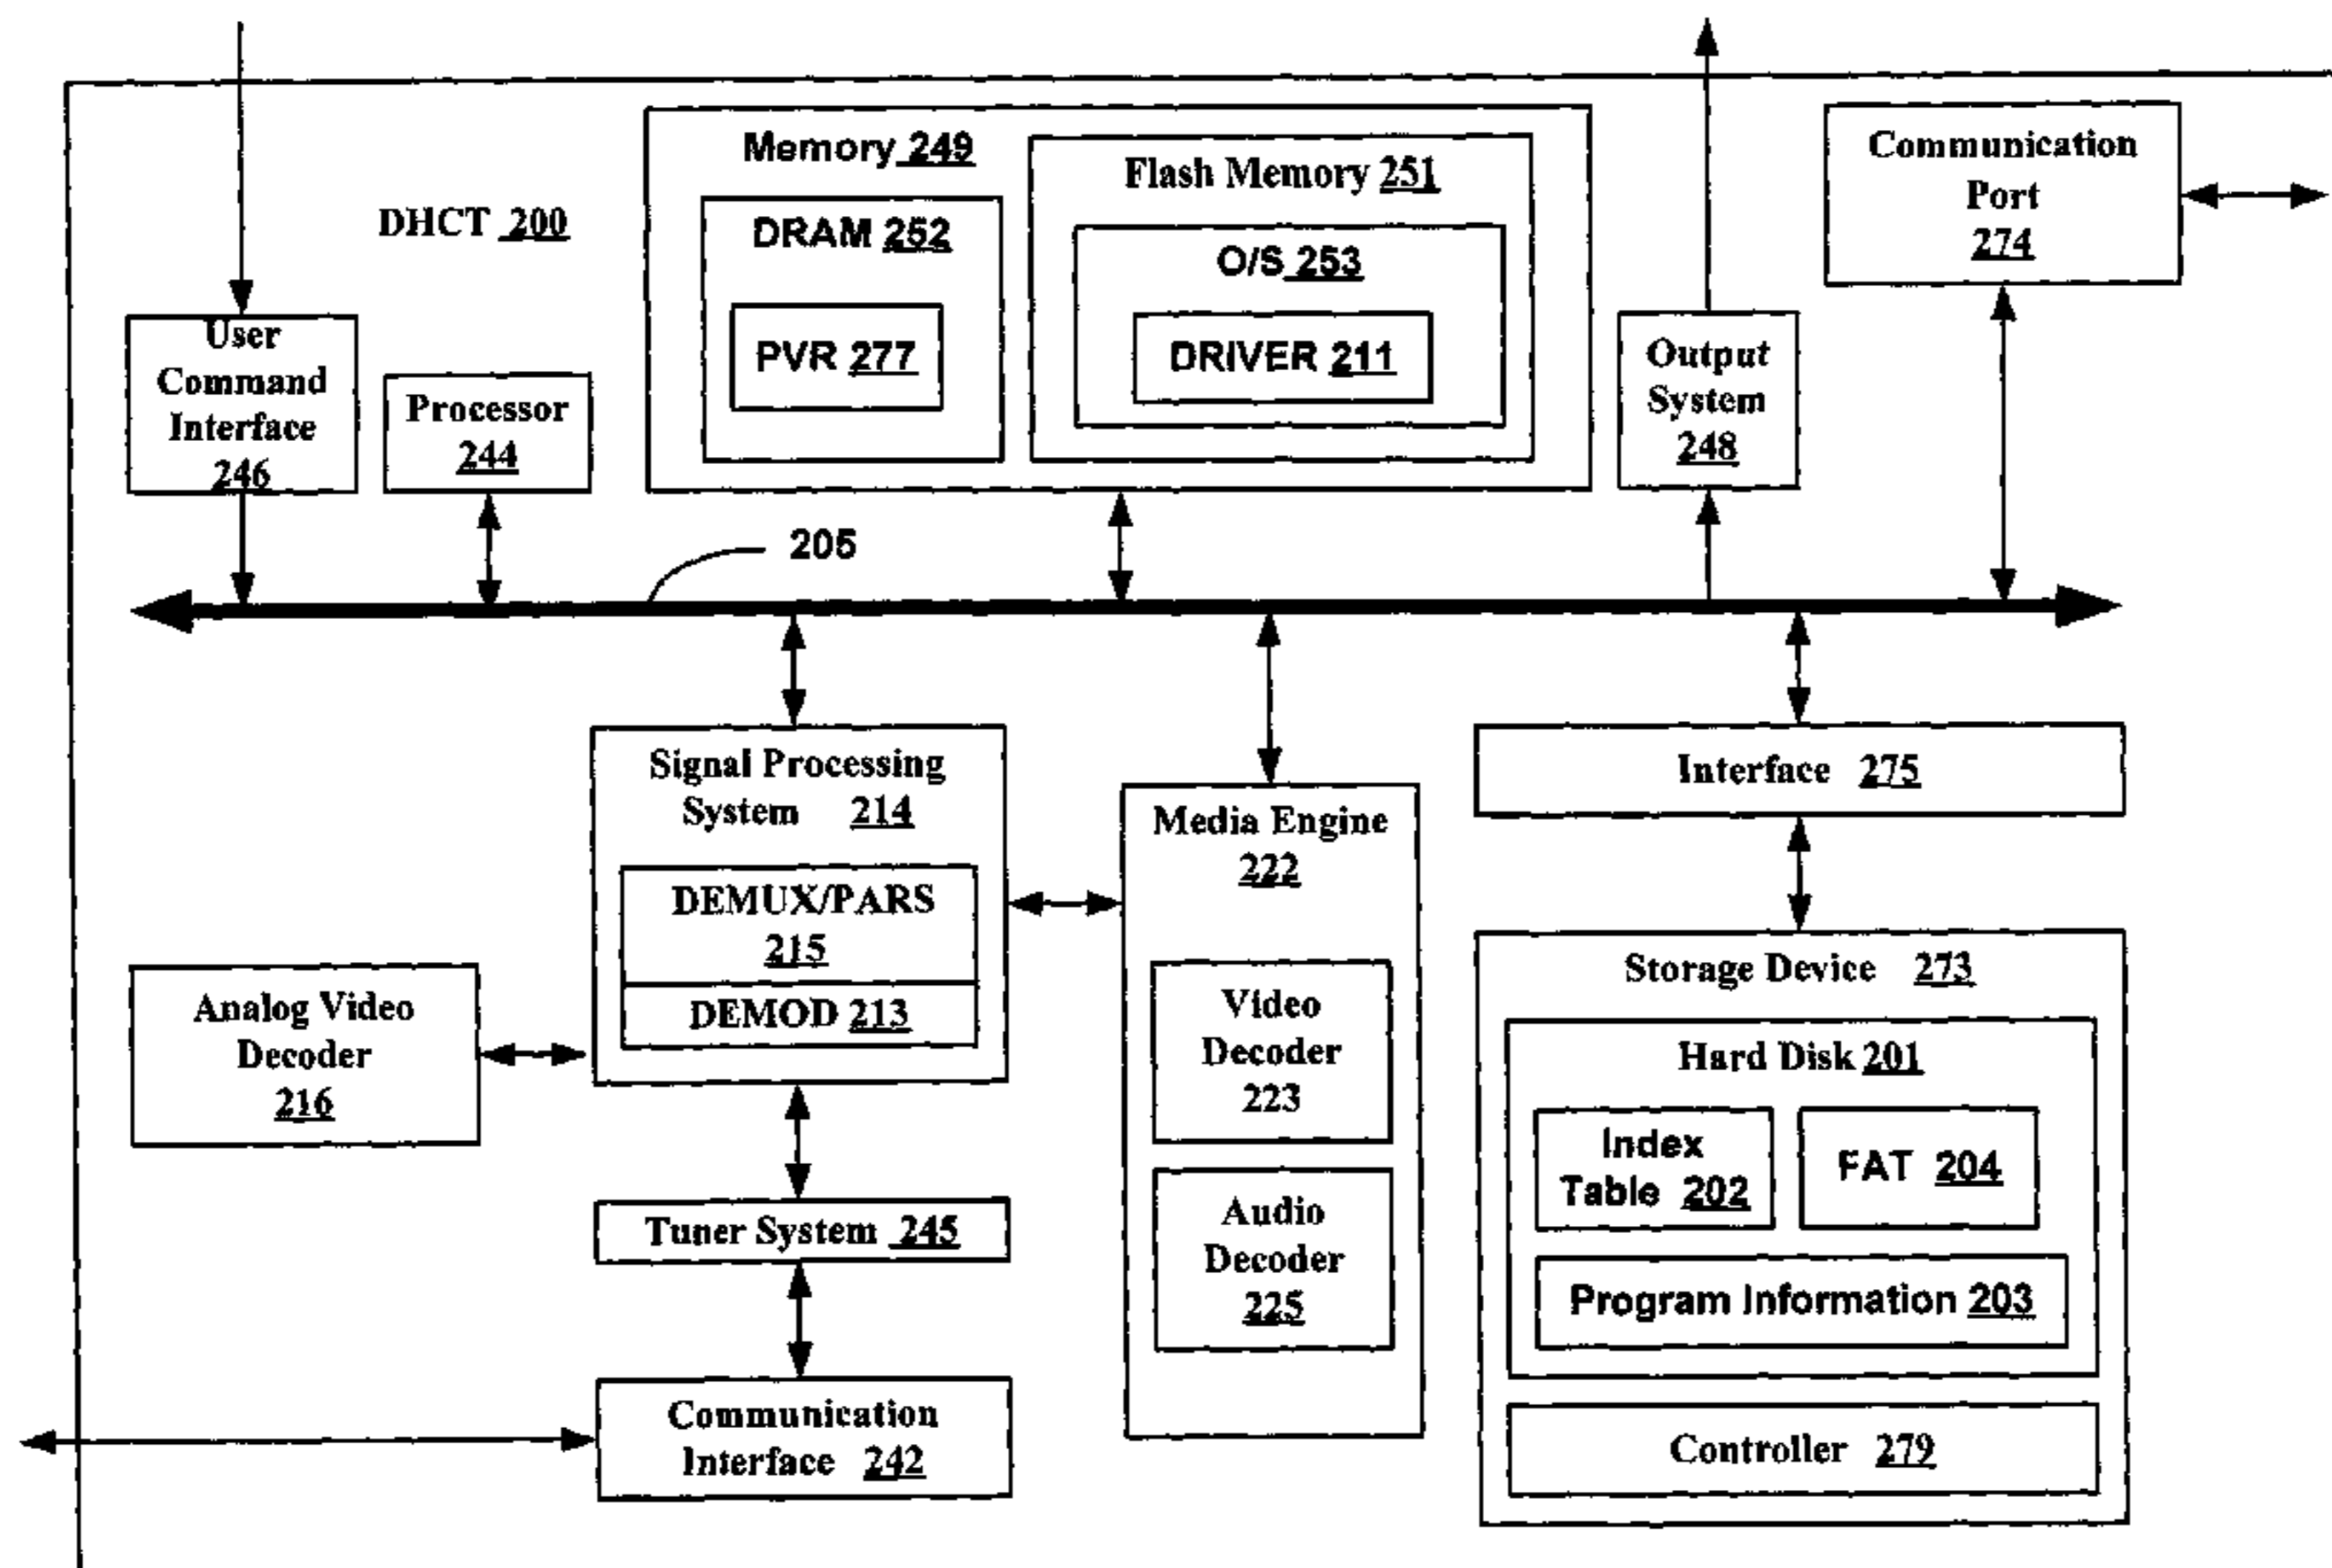 DHCT 200
User
Command
Interface
246
Processor
244
Memory 249
DRAM 252
PVR 277
Flash Memory 251
O/S 253
DRIVER 211
Output
System
248
Communication
Port
274
205
Signal Processing
System 214
DEMUX/PARS
215
DEMOD 213
Analog Video
Decoder
216
Tuner System 245
Communication
Interface 242
Media Engine
222
Video
Decoder
223
Audio
Decoder
225
Interface 275
Storage Device 273
Hard Disk 201
Index
Table 202
FAT 204
Program Information 203
Controller 279